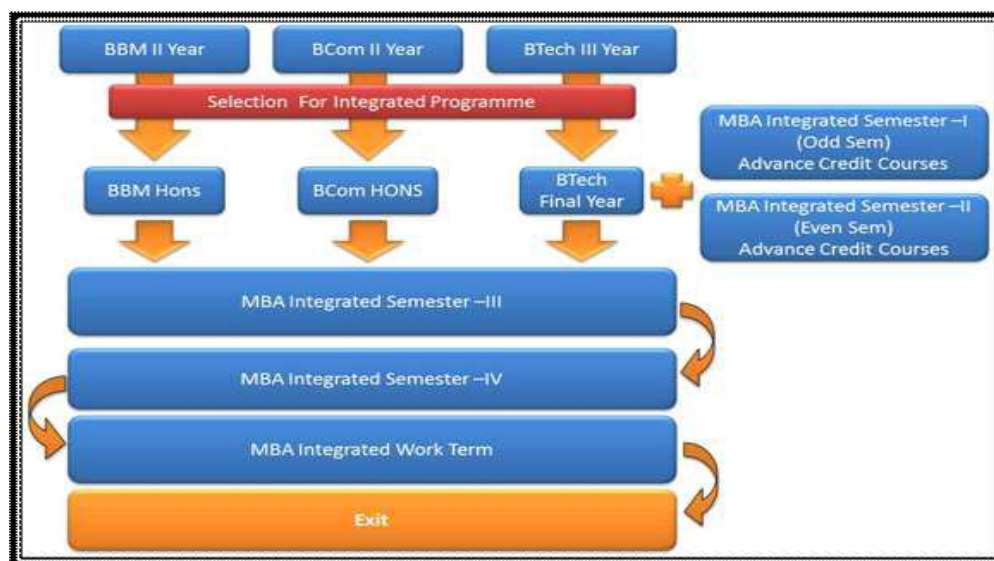 BBM II Year
BCom II Year
BTech III Year
Selection For Integrated Programme
MBA Integrated Semester –I
(Odd Sem)
Advance Credit Courses
BBM Hons
BCom HONS
BTech
Final Year
MBA Integrated Semester –II
(Even Sem)
Advance Credit Courses
MBA Integrated Semester –III
MBA Integrated Semester –IV
MBA Integrated Work Term
Exit